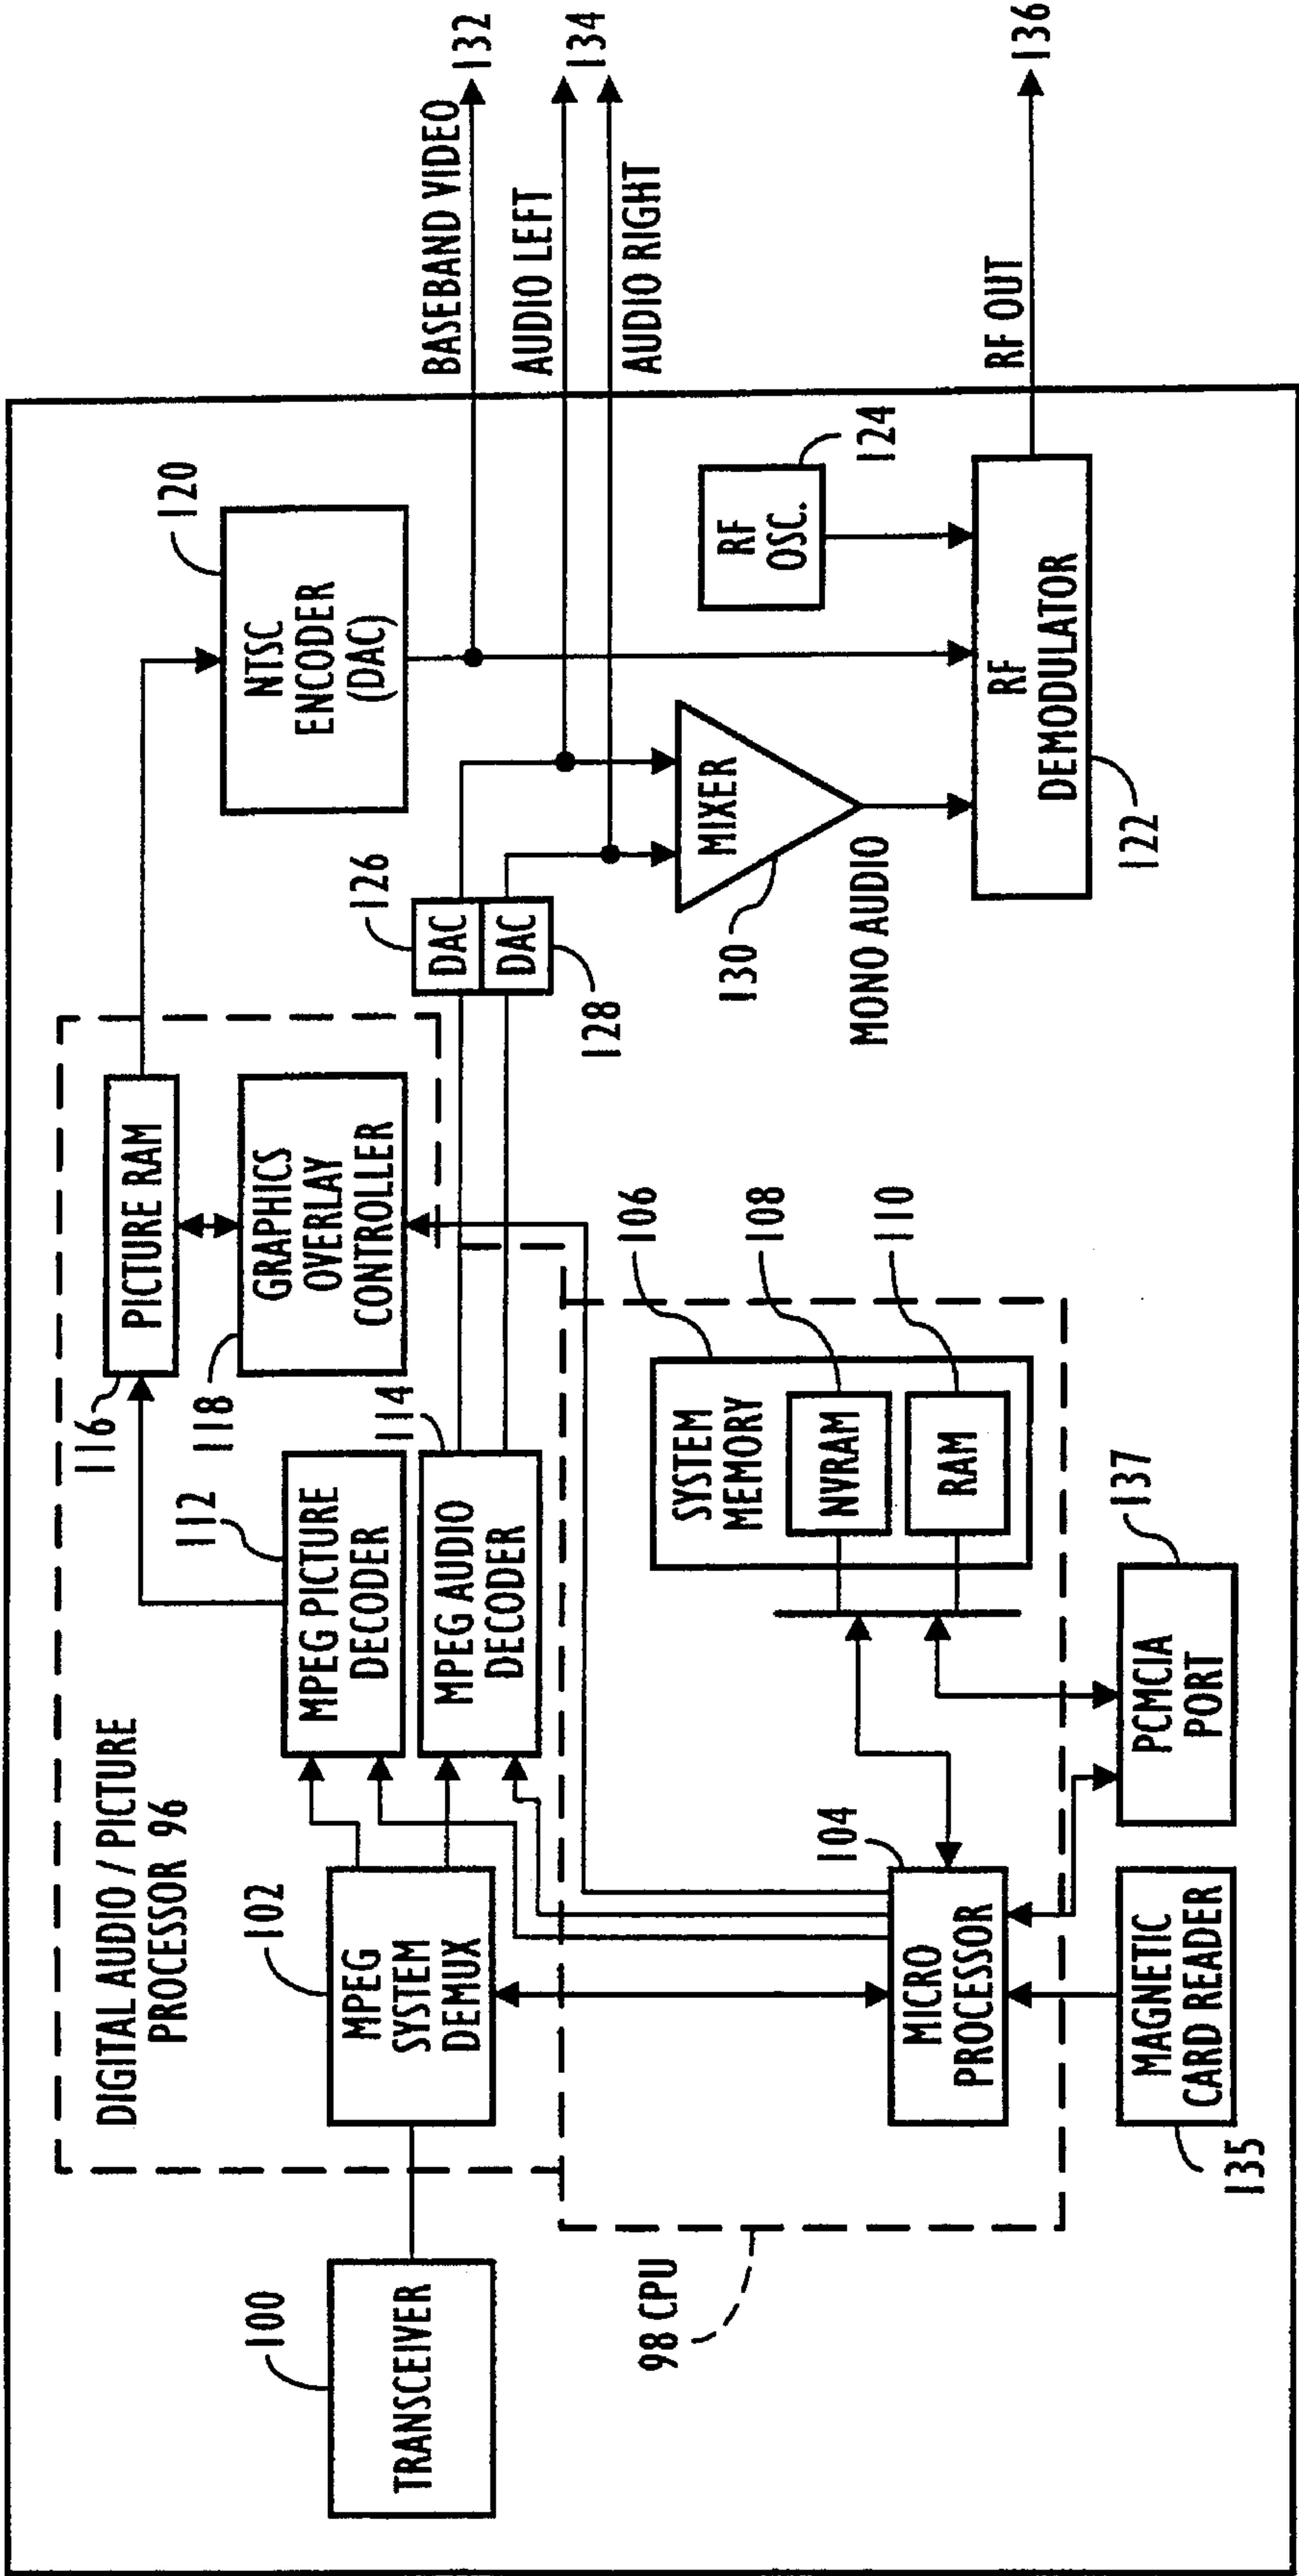 DIGITAL AUDIO / PICTURE
PROCESSOR 96
100
TRANSCEIVER
102
MPEG
SYSTEM
DEMUX
112
MPEG PICTURE
DECODER
114
MPEG AUDIO
DECODER
116
PICTURE RAM
118
GRAPHICS
OVERLAY
CONTROLLER
120
NTSC
ENCODER
(DAC)
126
DAC
DAC
128
BASEBAND VIDEO
132
AUDIO LEFT
134
AUDIO RIGHT
98 CPU
104
MICRO
PROCESSOR
106
SYSTEM
MEMORY
108
NVRAM
110
RAM
MIXER
130
MONO AUDIO
RF
OSC.
124
RF
DEMODULATOR
122
RF OUT
136
MAGNETIC
CARD READER
135
PCMCIA
PORT
137